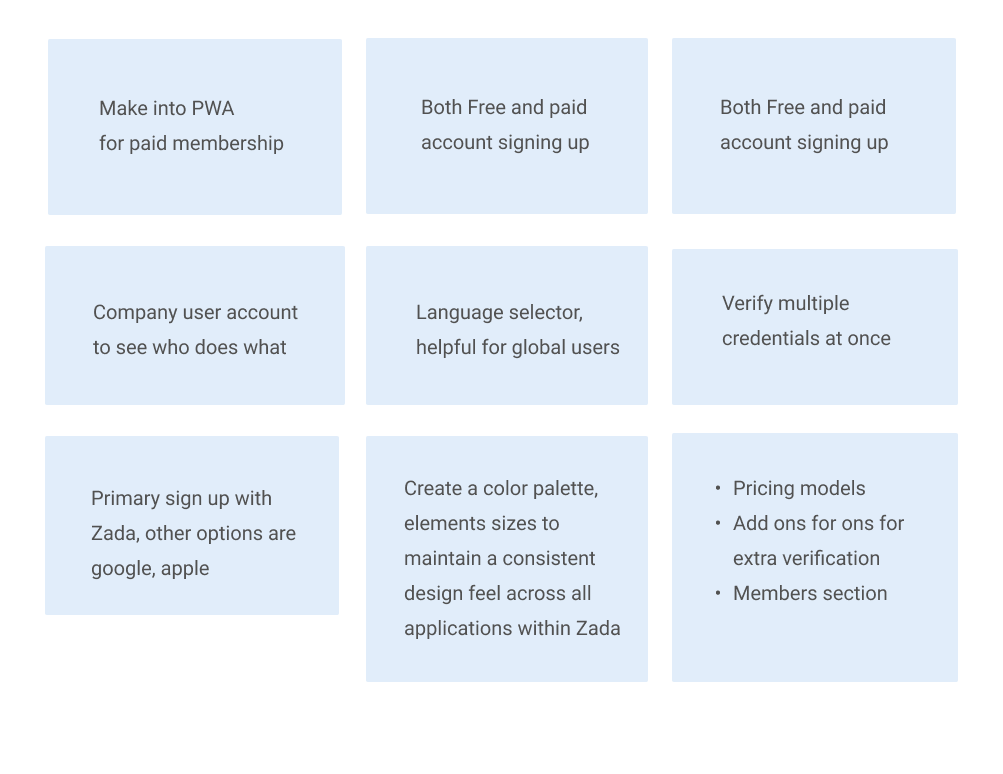 Make into PWA
for paid membership
Both Free and paid
account signing up
Both Free and paid
account signing up
Company user account
to see who does what
Language selector,
helpful for global users
Verify multiple
credentials at once
Primary sign up with
Zada, other options are
google, apple
Create a color palette,
elements sizes to
maintain a consistent
design feel across all
applications within Zada
• Pricing models
• Add ons for ons for
extra verification
• Members section